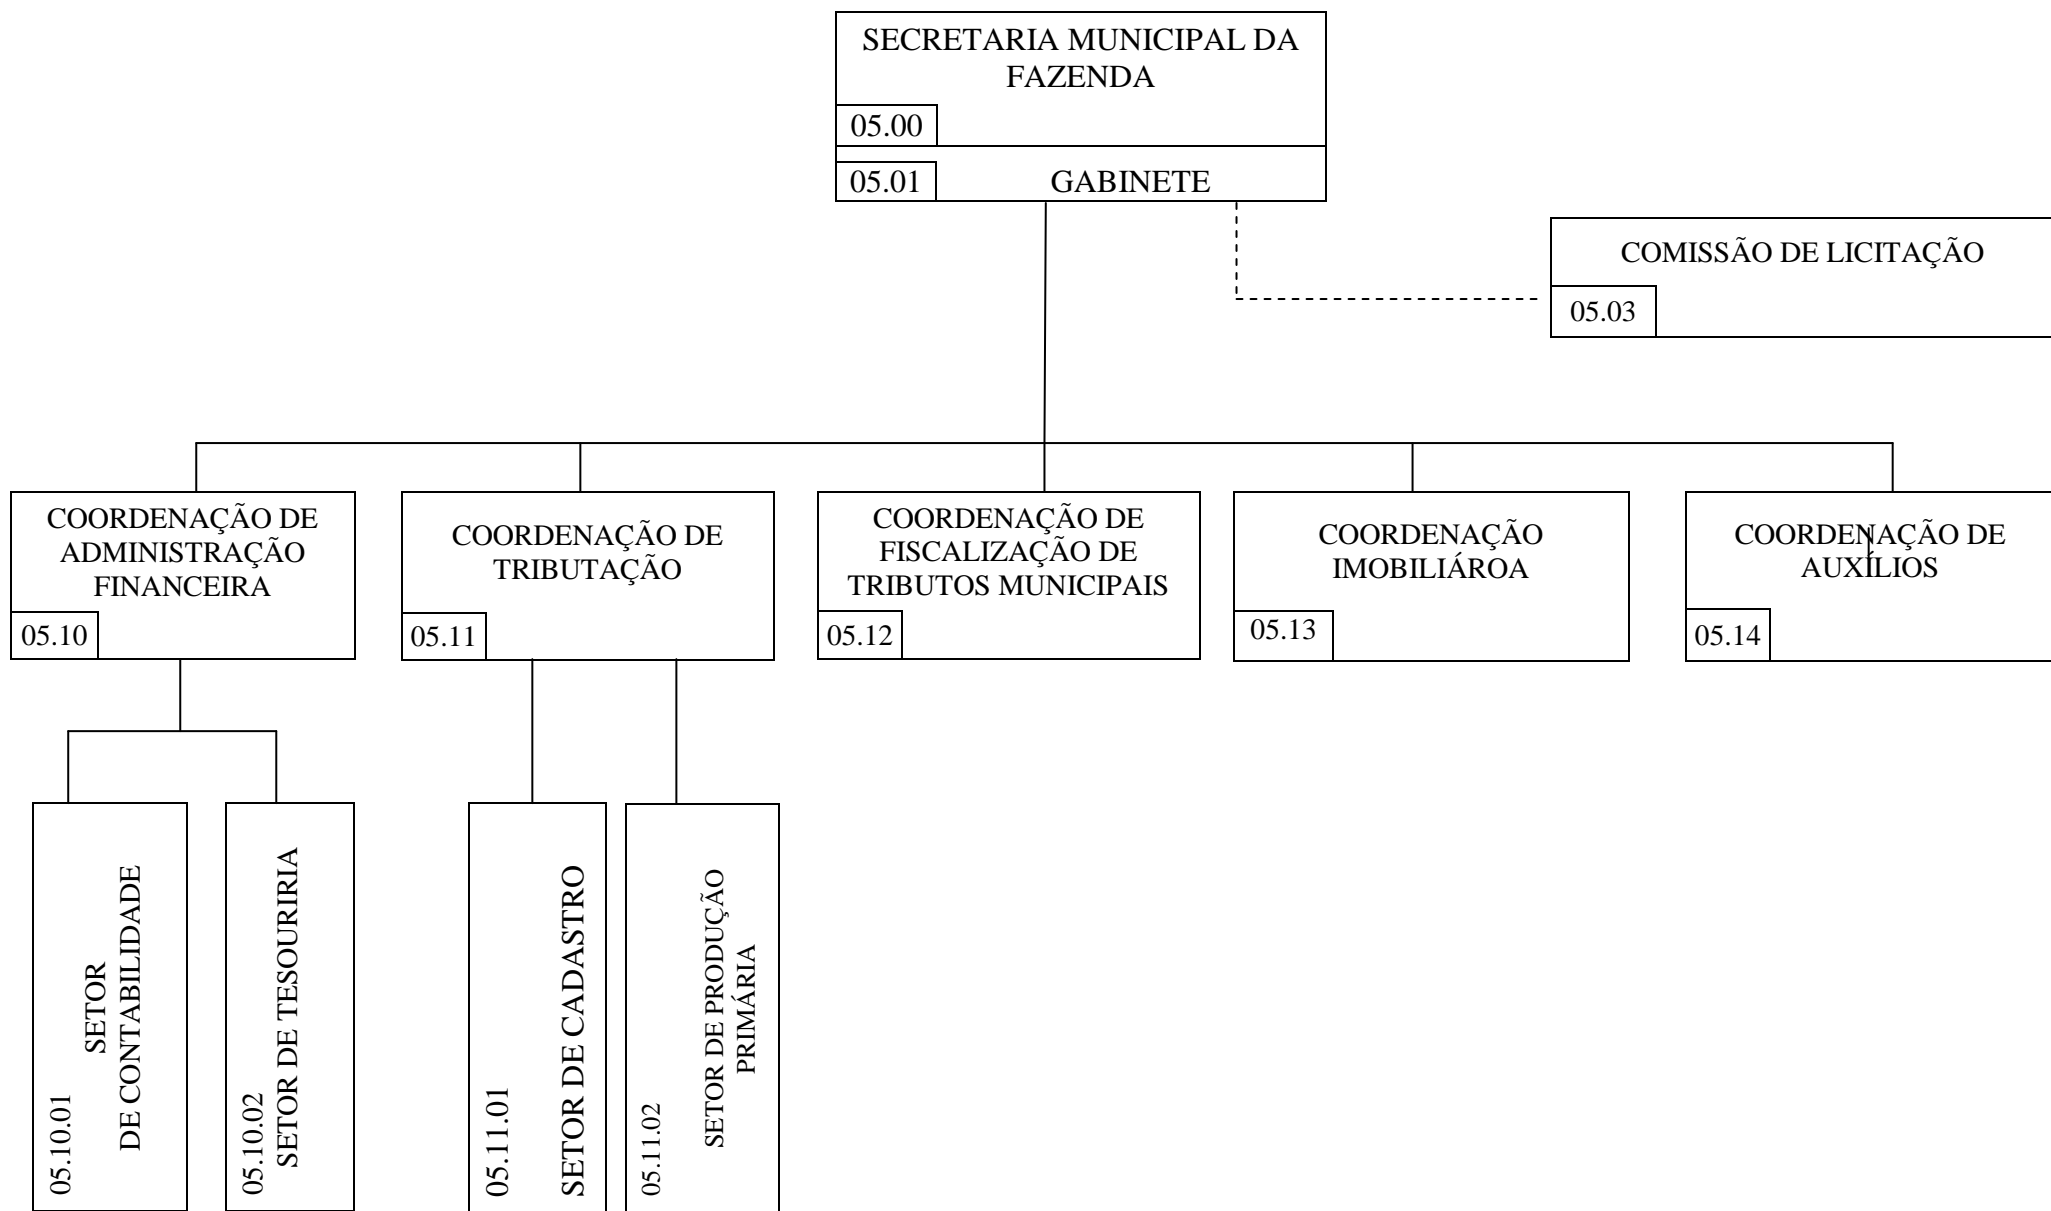 SECRETARIA MUNICIPAL DA
FAZENDA
05.00
05.01
GABINETE
COMISSÃO DE LICITAÇÃO
05.03
COORDENAÇÃO DE
ADMINISTRAÇÃO
FINANCEIRA
05.10
COORDENAÇÃO DE
TRIBUTAÇÃO
05.11
COORDENAÇÃO DE
FISCALIZAÇÃO DE
TRIBUTOS MUNICIPAIS
05.12
COORDENAÇÃO
IMOBILIÁROA
05.13
COORDENAÇÃO DE
AUXÍLIOS
05.14
05.10.01
SETOR
DE CONTABILIDADE
05.10.02
SETOR DE TESOURIRIA
05.11.01
SETOR DE CADASTRO
05.11.02
SETOR DE PRODUÇÃO
PRIMÁRIA